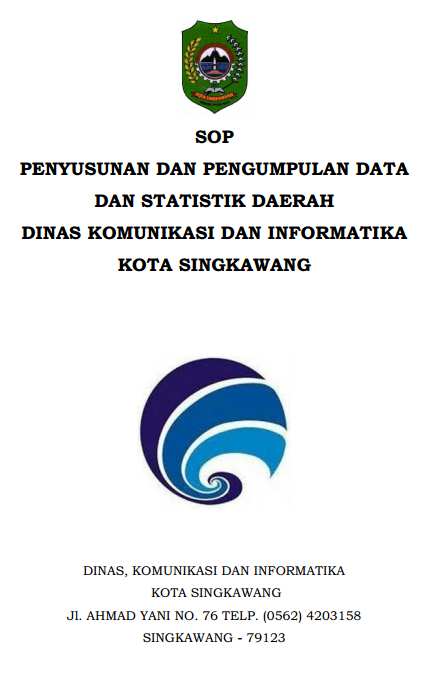 SOP
PENYUSUNAN DAN PENGUMPULAN DATA
DAN STATISTIK DAERAH
DINAS KOMUNIKASI DAN INFORMATIKA
KOTA SINGKAWANG
DINAS, KOMUNIKASI DAN INFORMATIKA
KOTA SINGKAWANG
Jl. AHMAD YANI NO. 76 TELP. (0562) 4203158
SINGKAWANG - 79123